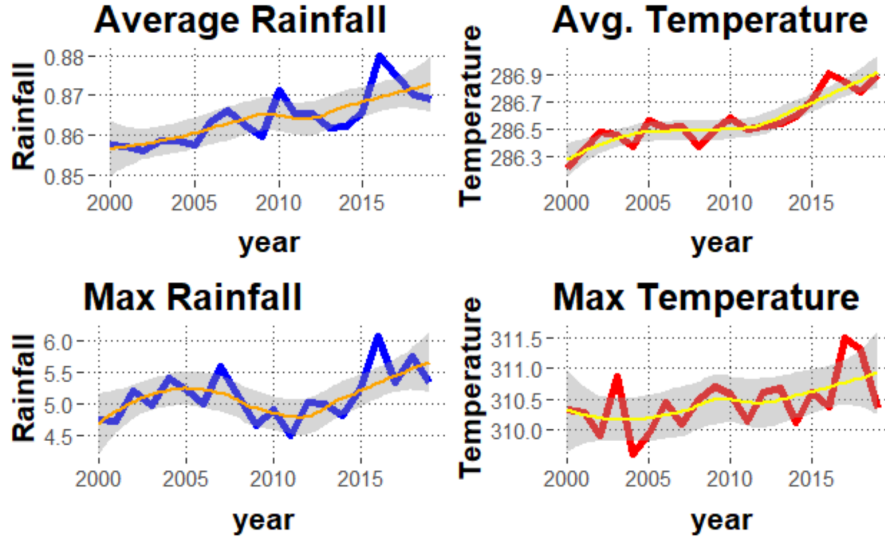 Average Rainfall
Rainfall
0.88
0.87
0.86
0.85
2000 2005 2010 2015
year
Avg. Temperature
Temperature
286.9
286.7
286.5
286.3
2000 2005 2010 2015
year
Max Rainfall
Rainfall
6.0
5.5
5.0
4.5
2000 2005 2010 2015
year
Max Temperature
Temperature
311.5
311.0
310.5
310.0
2000 2005 2010 2015
year